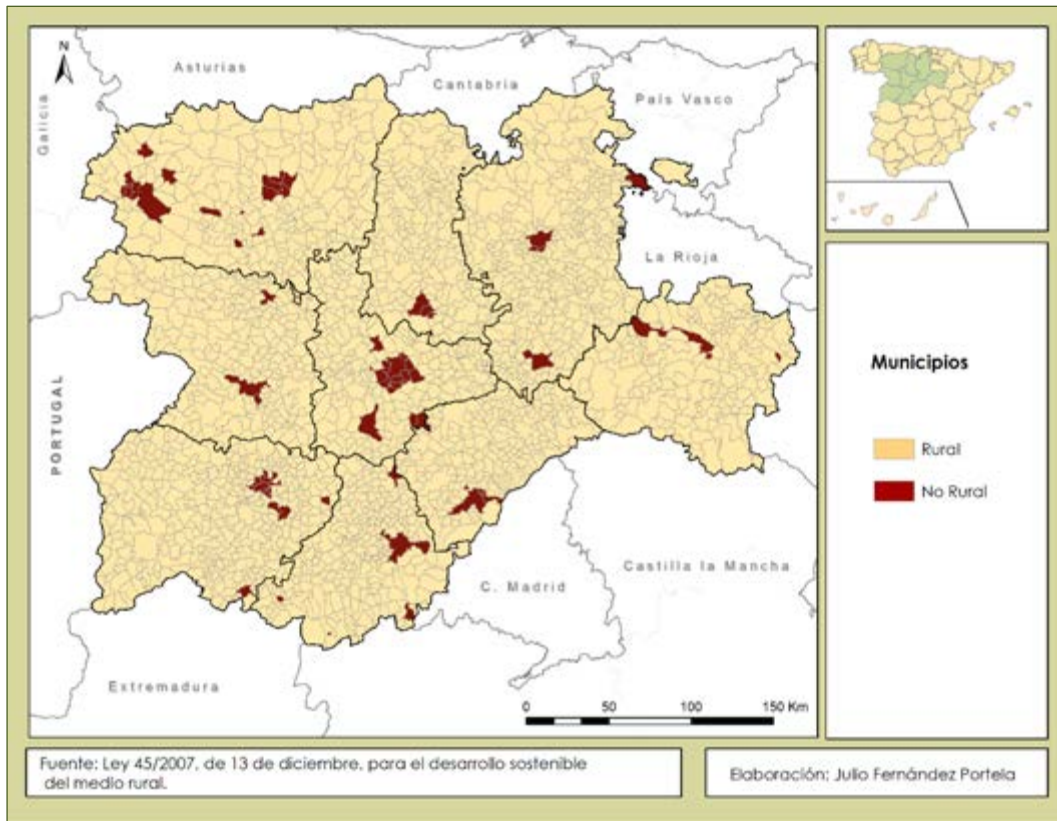 N
Asturias
Cantabria
País Vasco
Galicia
La Rioja
PORTUGAL
C. Madrid
Castilla la Mancha
Extremadura
0 50 100 150 Km
Municipios
Rural
No Rural
Fuente: Ley 45/2007, de 13 de diciembre, para el desarrollo sostenible
del medio rural.
Elaboración: Julio Fernández Portela